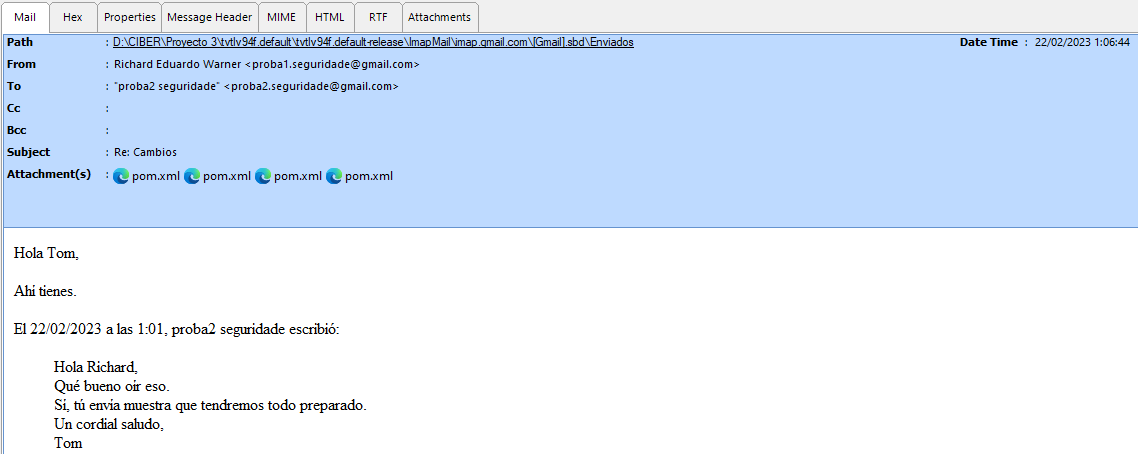 Mail Hex Properties Message Header MIME HTML RTF Attachments
Path : D:\CIBER\Proyecto 3\tvtlv94f.default\tvtlv94f.default-release\ImapMail\imap.gmail.com\[Gmail].sbd\Enviados Date Time : 22/02/2023 1:06:44
From : Richard Eduardo Warner <proba1.seguridade@gmail.com>
To : "proba2 seguridade" <proba2.seguridade@gmail.com>
Cc :
Bcc :
Subject : Re: Cambios
Attachment(s) : pom.xml pom.xml pom.xml pom.xml
Hola Tom,
Ahi tienes.
El 22/02/2023 a las 1:01, proba2 seguridade escribió:
Hola Richard,
Qué bueno oír eso.
Sí, tú envía muestra que tendremos todo preparado.
Un cordial saludo,
Tom